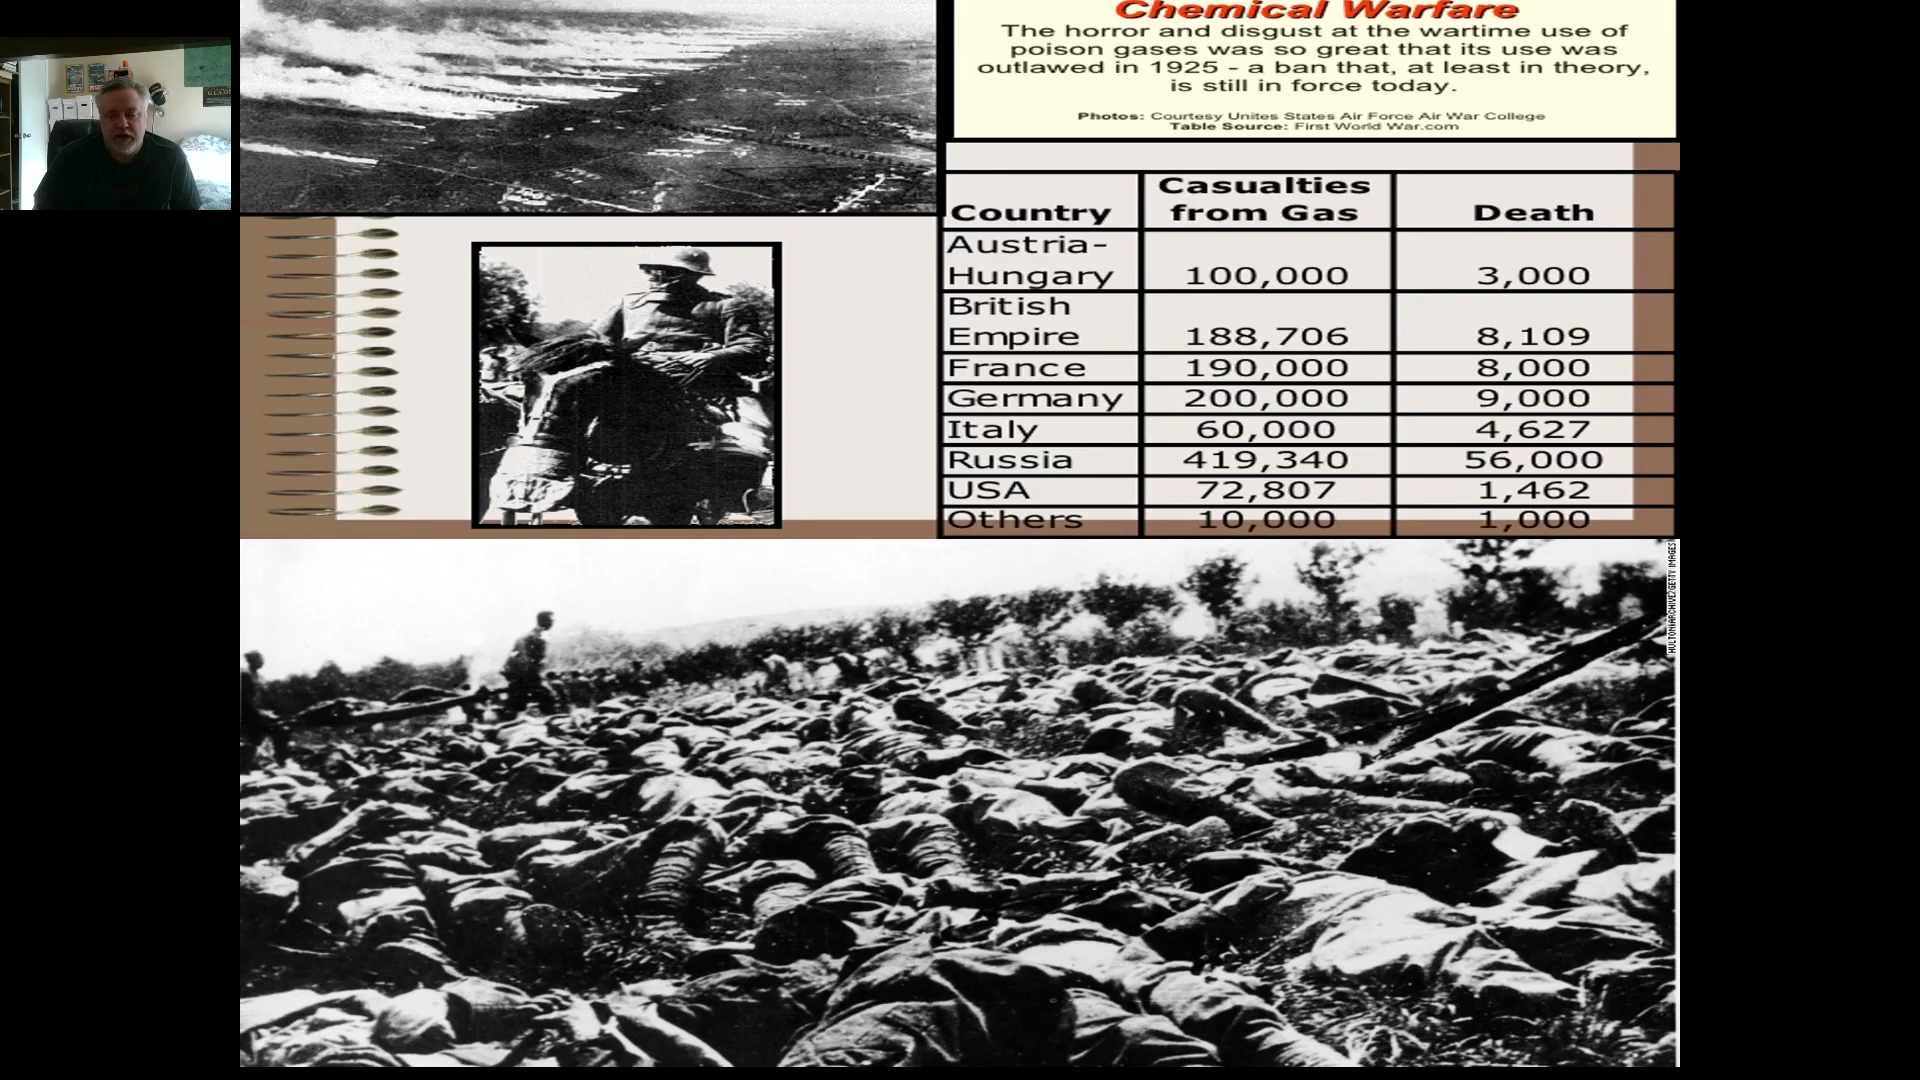 Chemical Warfare
The horror and disgust at the wartime use of
poison gases was so great that its use was
outlawed in 1925 - a ban that, at least in theory,
is still in force today.
Photos: Courtesy Unites States Air Force Air War College
Table Source: First World War.com
Country Casualties from Gas Death
Austria-Hungary 100,000 3,000
British Empire 188,706 8,109
France 190,000 8,000
Germany 200,000 9,000
Italy 60,000 4,627
Russia 419,340 56,000
USA 72,807 1,462
Others 10,000 1,000
HULTON ARCHIVE/GETTY IMAGES